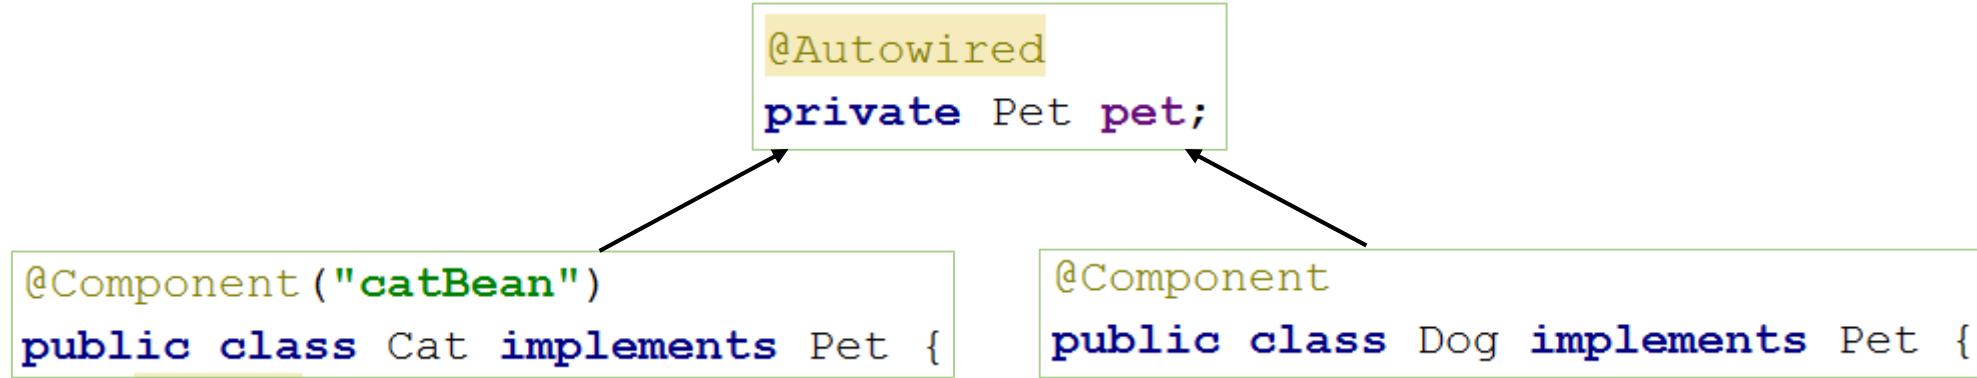 @Autowired
private Pet pet;
@Component("catBean")
public class Cat implements Pet {
@Component
public class Dog implements Pet {